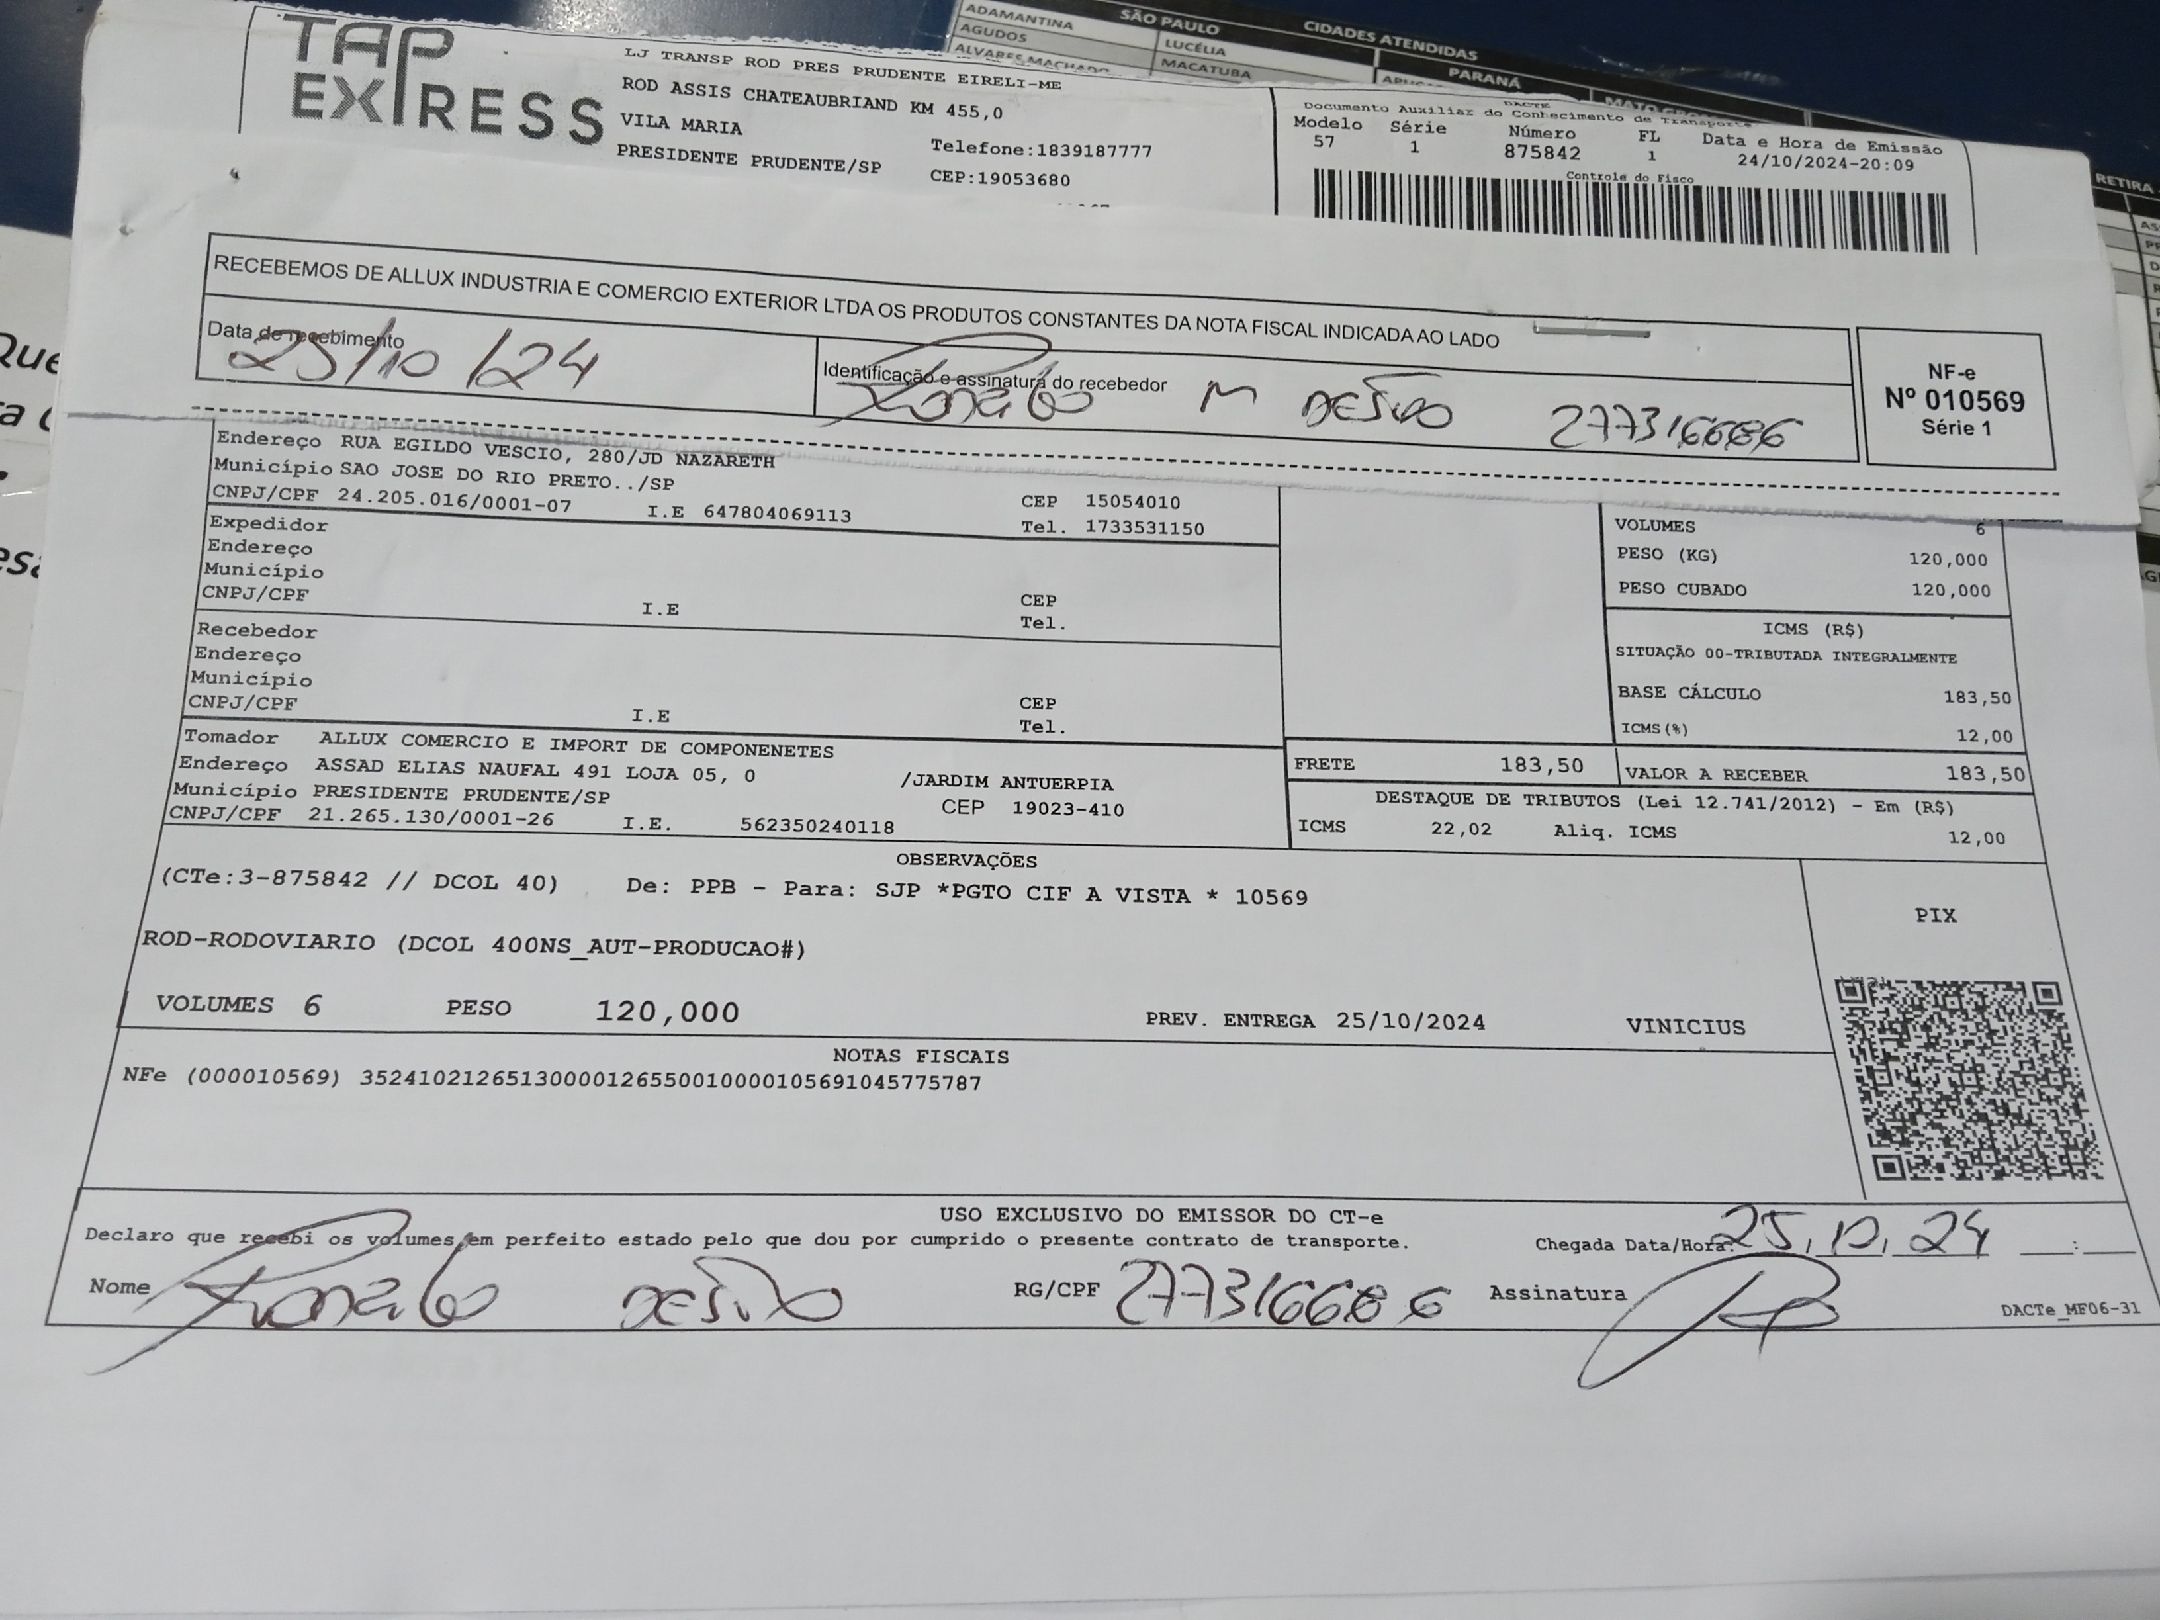 ADAMANTINA SÃO PAULO CIDADES ATENDIDAS
AGUDOS LUCÉLIA PARANÁ
ALVARES MACHADO MACATUBA
RETIRA
TAP EXPRESS
LJ TRANSP ROD PRES PRUDENTE EIRELI-ME
ROD ASSIS CHATEAUBRIAND KM 455,0
VILA MARIA Telefone:1839187777
PRESIDENTE PRUDENTE/SP CEP:19053680
DACTE
Documento Auxiliar do Conhecimento de Transporte
Modelo Série Número FL Data e Hora de Emissão
57 1 875842 1 24/10/2024-20:09
Controle do Fisco
RECEBEMOS DE ALLUX INDUSTRIA E COMERCIO EXTERIOR LTDA OS PRODUTOS CONSTANTES DA NOTA FISCAL INDICADA AO LADO
Data de recebimento
25/10/24
Identificação e assinatura do recebedor
277316686
NF-e
Nº 010569
Série 1
Endereço RUA EGILDO VESCIO, 280/JD NAZARETH
Município SAO JOSE DO RIO PRETO../SP CEP 15054010
CNPJ/CPF 24.205.016/0001-07 I.E 647804069113 Tel. 1733531150
Expedidor
Endereço
Município CEP
CNPJ/CPF I.E Tel.
Recebedor
Endereço
Município CEP
CNPJ/CPF I.E Tel.
Tomador ALLUX COMERCIO E IMPORT DE COMPONENETES
Endereço ASSAD ELIAS NAUFAL 491 LOJA 05, 0 /JARDIM ANTUERPIA
Município PRESIDENTE PRUDENTE/SP CEP 19023-410
CNPJ/CPF 21.265.130/0001-26 I.E. 562350240118
VOLUMES 6
PESO (KG) 120,000
PESO CUBADO 120,000
ICMS (R$)
SITUAÇÃO 00-TRIBUTADA INTEGRALMENTE
BASE CÁLCULO 183,50
ICMS(%) 12,00
FRETE 183,50 VALOR A RECEBER 183,50
DESTAQUE DE TRIBUTOS (Lei 12.741/2012) - Em (R$)
ICMS 22,02 Aliq. ICMS 12,00
OBSERVAÇÕES
(CTe:3-875842 // DCOL 40) De: PPB - Para: SJP *PGTO CIF A VISTA * 10569
ROD-RODOVIARIO (DCOL 400NS_AUT-PRODUCAO#)
VOLUMES 6 PESO 120,000 PREV. ENTREGA 25/10/2024 VINICIUS
PIX
NOTAS FISCAIS
NFe (000010569) 35241021265130000126550010000105691045775787
USO EXCLUSIVO DO EMISSOR DO CT-e
Declaro que recebi os volumes em perfeito estado pelo que dou por cumprido o presente contrato de transporte. Chegada Data/Hora: 25,10,24 :
Nome RG/CPF 277316686 Assinatura
DACTe_MF06-31